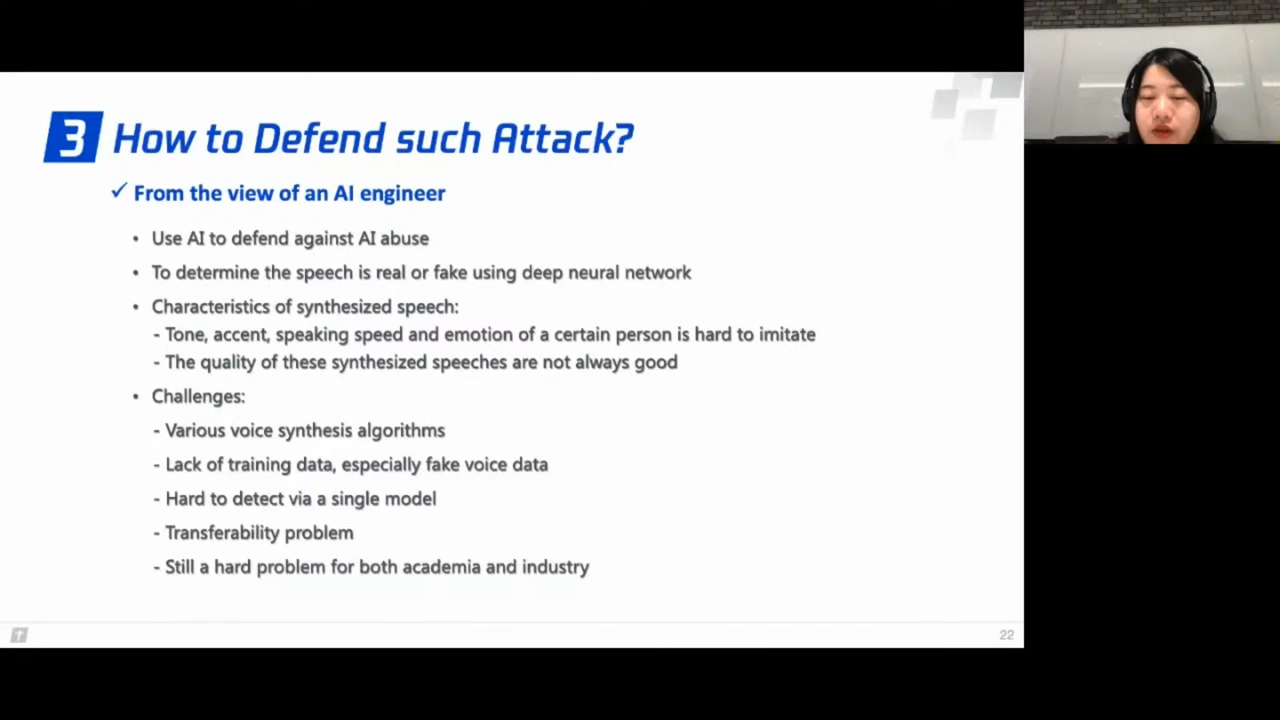 3 How to Defend such Attack?
✓ From the view of an AI engineer
• Use AI to defend against AI abuse
• To determine the speech is real or fake using deep neural network
• Characteristics of synthesized speech:
- Tone, accent, speaking speed and emotion of a certain person is hard to imitate
- The quality of these synthesized speeches are not always good
• Challenges:
- Various voice synthesis algorithms
- Lack of training data, especially fake voice data
- Hard to detect via a single model
- Transferability problem
- Still a hard problem for both academia and industry
22